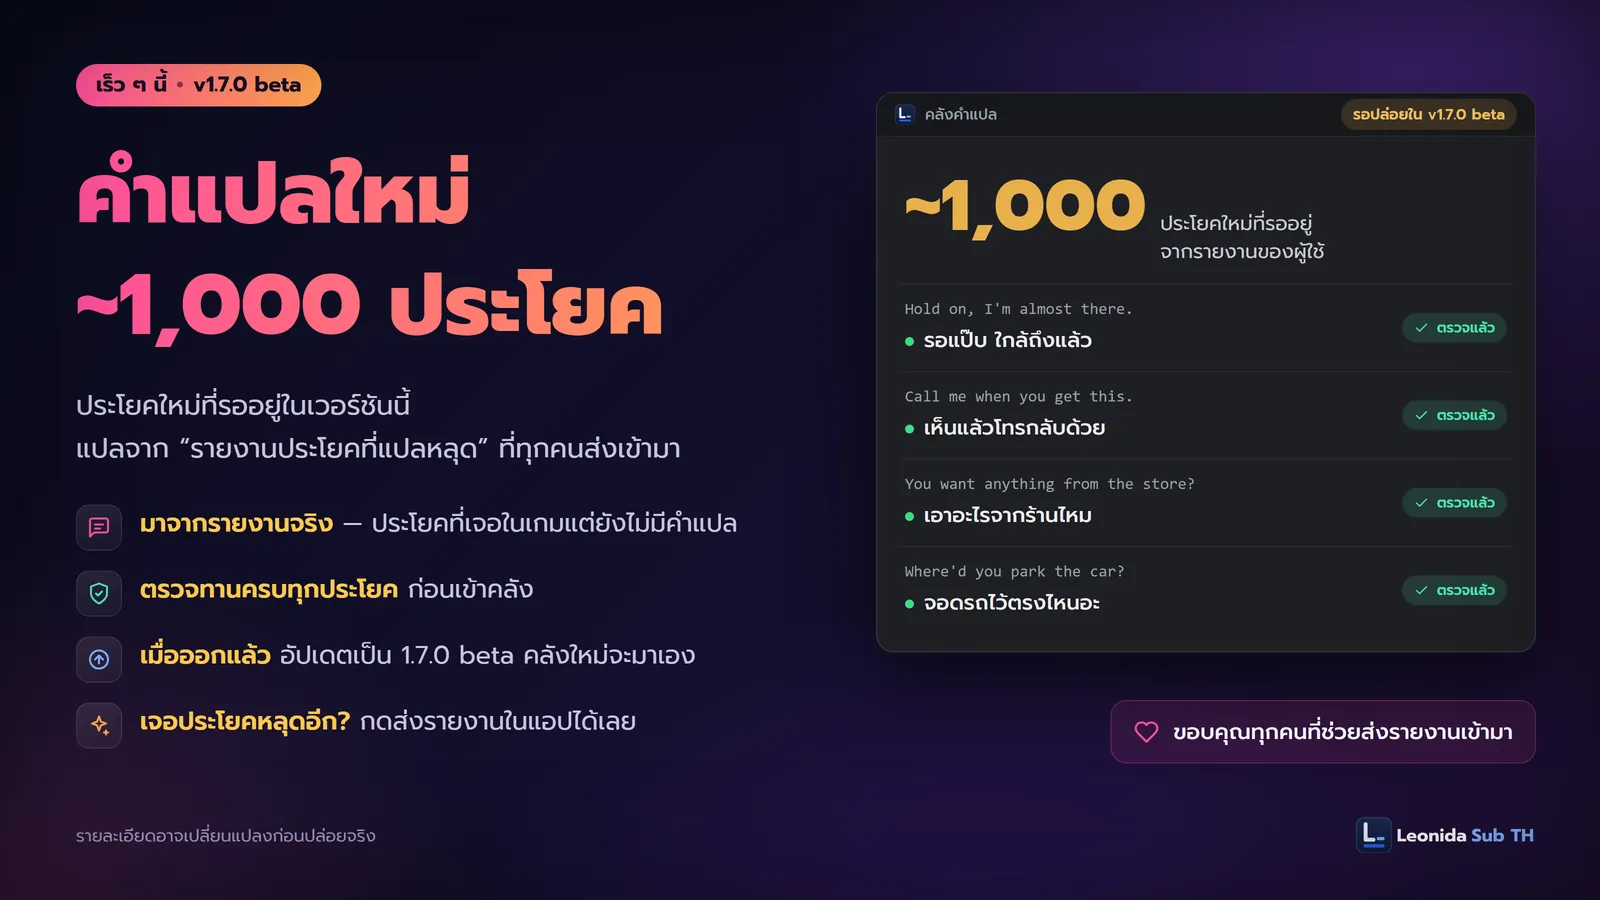 เร็ว ๆ นี้ • v1.7.0 beta
คำแปลใหม่
~1,000 ประโยค
ประโยคใหม่ที่รออยู่ในเวอร์ชันนี้
แปลจาก “รายงานประโยคที่แปลหลุด” ที่ทุกคนส่งเข้ามา
มาจากรายงานจริง — ประโยคที่เจอในเกมแต่ยังไม่มีคำแปล
ตรวจทานครบทุกประโยค ก่อนเข้าคลัง
เมื่อออกแล้ว อัปเดตเป็น 1.7.0 beta คลังใหม่จะมาเอง
เจอประโยคหลุดอีก? กดส่งรายงานในแอปได้เลย
รายละเอียดอาจเปลี่ยนแปลงก่อนปล่อยจริง
L คลังคำแปล
รอปล่อยใน v1.7.0 beta
~1,000
ประโยคใหม่ที่รออยู่
จากรายงานของผู้ใช้
Hold on, I'm almost there.
รอแป๊บ ใกล้ถึงแล้ว
ตรวจแล้ว
Call me when you get this.
เห็นแล้วโทรกลับด้วย
ตรวจแล้ว
You want anything from the store?
เอาอะไรจากร้านไหม
ตรวจแล้ว
Where'd you park the car?
จอดรถไว้ตรงไหนอะ
ตรวจแล้ว
ขอบคุณทุกคนที่ช่วยส่งรายงานเข้ามา
L Leonida Sub TH